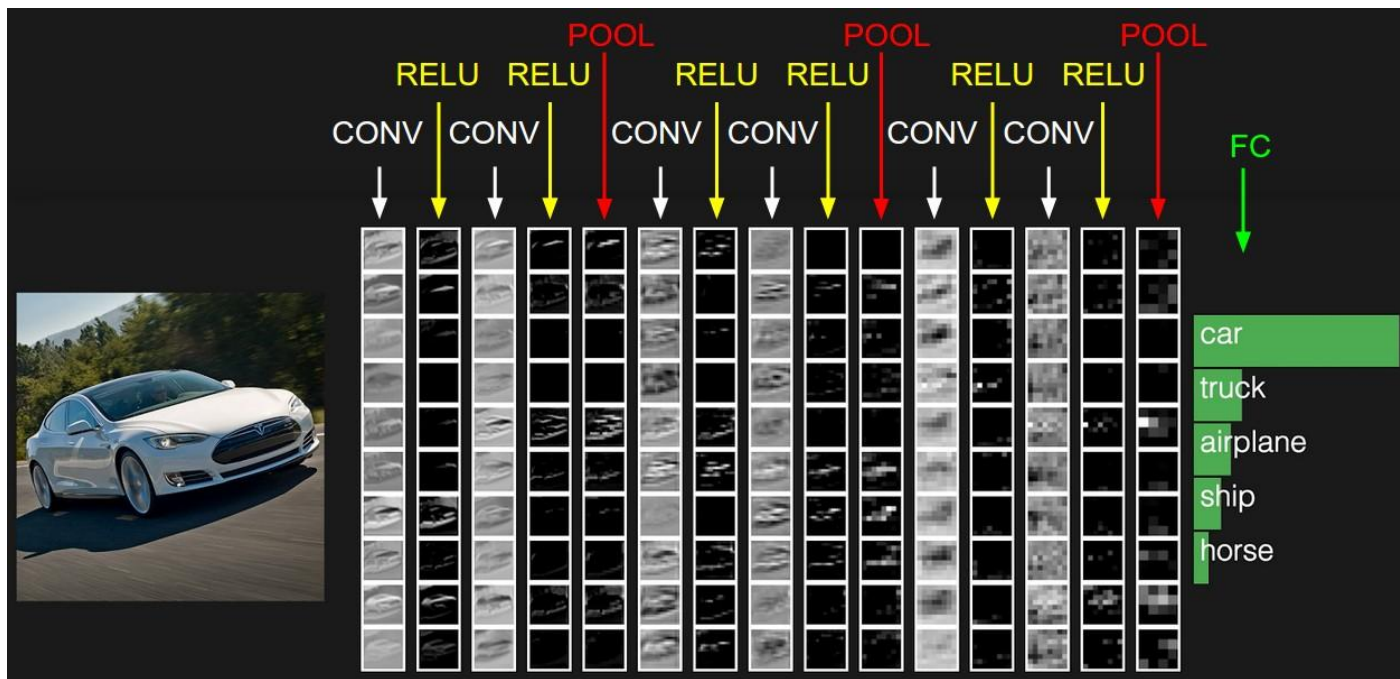 POOL POOL POOL
RELU RELU RELU RELU RELU RELU
CONV CONV CONV CONV CONV CONV
FC
car
truck
airplane
ship
horse